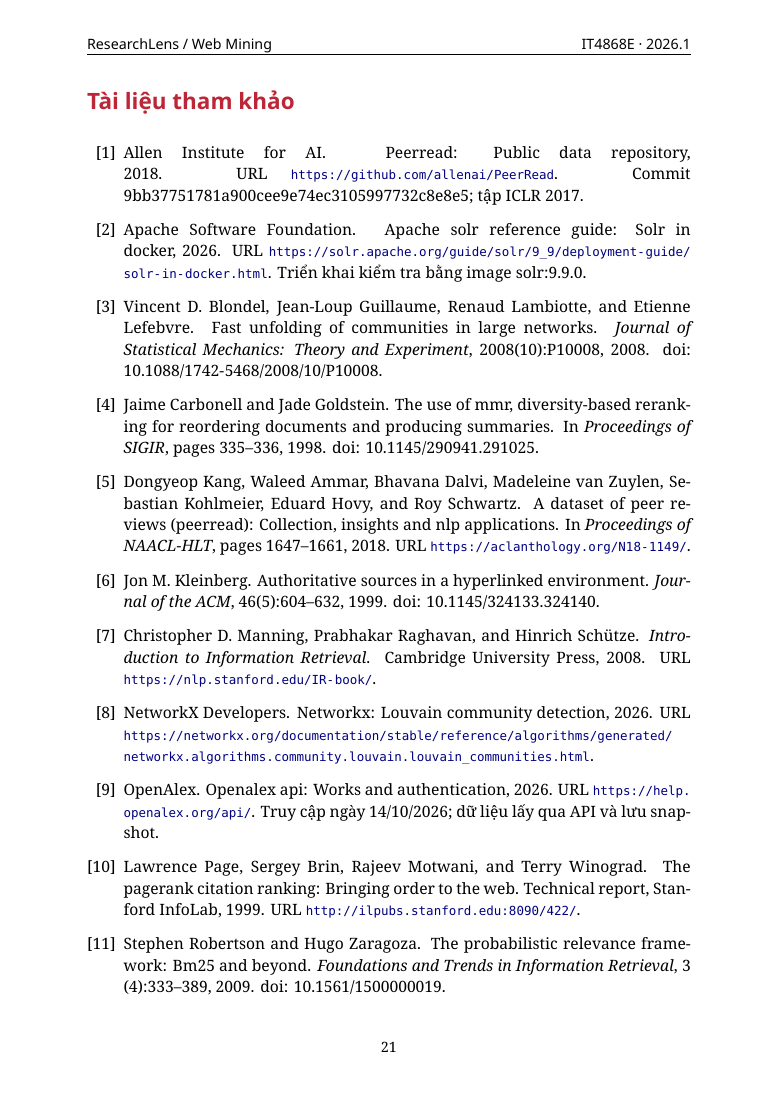 ResearchLens / Web Mining IT4868E · 2026.1
Tài liệu tham khảo
[1] Allen Institute for AI. Peerread: Public data repository,
2018. URL https://github.com/allenai/PeerRead. Commit
9bb37751781a900cee9e74ec3105997732c8e8e5; tập ICLR 2017.
[2] Apache Software Foundation. Apache solr reference guide: Solr in
docker, 2026. URL https://solr.apache.org/guide/solr/9_9/deployment-guide/
solr-in-docker.html. Triển khai kiểm tra bằng image solr:9.9.0.
[3] Vincent D. Blondel, Jean-Loup Guillaume, Renaud Lambiotte, and Etienne
Lefebvre. Fast unfolding of communities in large networks. Journal of
Statistical Mechanics: Theory and Experiment, 2008(10):P10008, 2008. doi:
10.1088/1742-5468/2008/10/P10008.
[4] Jaime Carbonell and Jade Goldstein. The use of mmr, diversity-based rerank-
ing for reordering documents and producing summaries. In Proceedings of
SIGIR, pages 335–336, 1998. doi: 10.1145/290941.291025.
[5] Dongyeop Kang, Waleed Ammar, Bhavana Dalvi, Madeleine van Zuylen, Se-
bastian Kohlmeier, Eduard Hovy, and Roy Schwartz. A dataset of peer re-
views (peerread): Collection, insights and nlp applications. In Proceedings of
NAACL-HLT, pages 1647–1661, 2018. URL https://aclanthology.org/N18-1149/.
[6] Jon M. Kleinberg. Authoritative sources in a hyperlinked environment. Jour-
nal of the ACM, 46(5):604–632, 1999. doi: 10.1145/324133.324140.
[7] Christopher D. Manning, Prabhakar Raghavan, and Hinrich Schütze. Intro-
duction to Information Retrieval. Cambridge University Press, 2008. URL
https://nlp.stanford.edu/IR-book/.
[8] NetworkX Developers. Networkx: Louvain community detection, 2026. URL
https://networkx.org/documentation/stable/reference/algorithms/generated/
networkx.algorithms.community.louvain.louvain_communities.html.
[9] OpenAlex. Openalex api: Works and authentication, 2026. URL https://help.
openalex.org/api/. Truy cập ngày 14/10/2026; dữ liệu lấy qua API và lưu snap-
shot.
[10] Lawrence Page, Sergey Brin, Rajeev Motwani, and Terry Winograd. The
pagerank citation ranking: Bringing order to the web. Technical report, Stan-
ford InfoLab, 1999. URL http://ilpubs.stanford.edu:8090/422/.
[11] Stephen Robertson and Hugo Zaragoza. The probabilistic relevance frame-
work: Bm25 and beyond. Foundations and Trends in Information Retrieval, 3
(4):333–389, 2009. doi: 10.1561/1500000019.
21